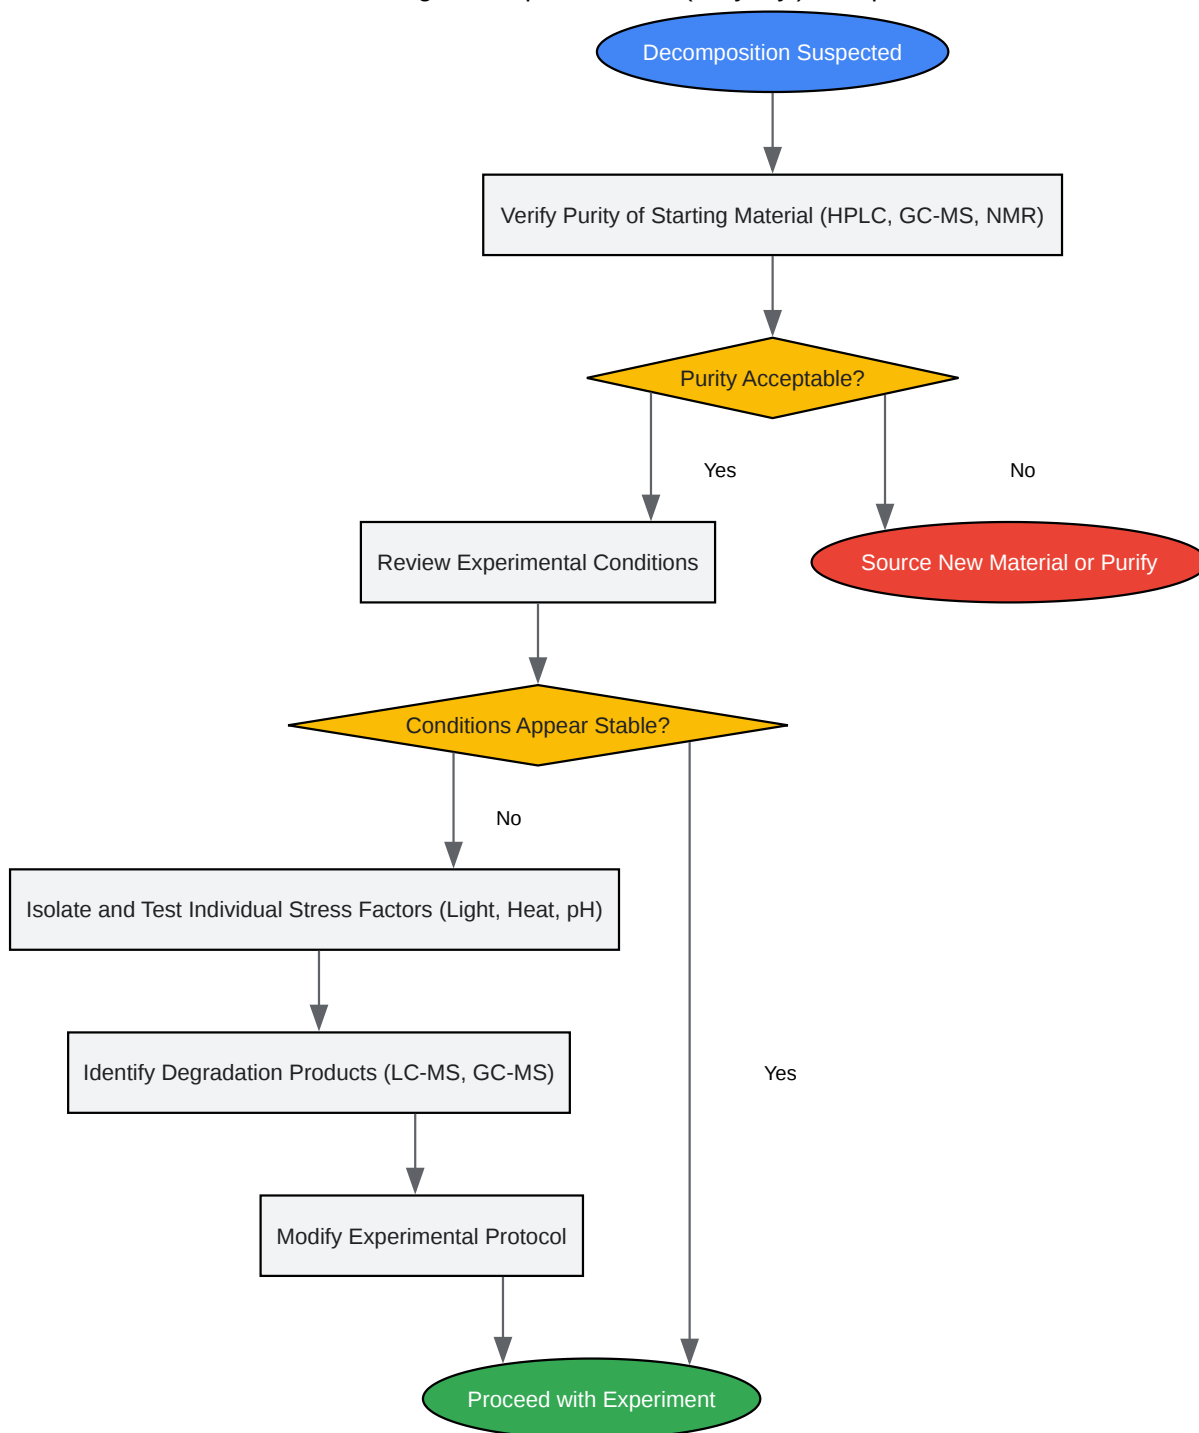 Decomposition Suspected
Verify Purity of Starting Material (HPLC, GC-MS, NMR)
Purity Acceptable?
Yes
No
Review Experimental Conditions
Source New Material or Purify
Conditions Appear Stable?
No
Isolate and Test Individual Stress Factors (Light, Heat, pH)
Identify Degradation Products (LC-MS, GC-MS)
Yes
Modify Experimental Protocol
Proceed with Experiment